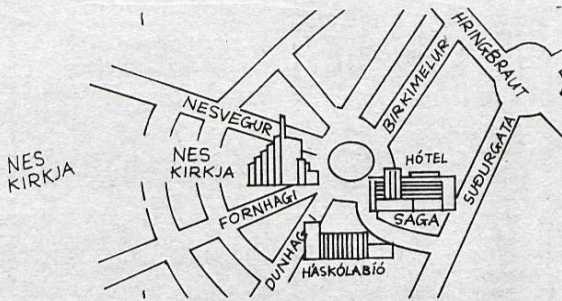 HRINGBRAUT
BIRKIMELUR
NESVEGUR
NES
KIRKJA
NES
KIRKJA
HÓTEL
SAGA
SUÐURGATA
FORNHAGI
DUNHAGI
HÁSKÓLABÍÓ